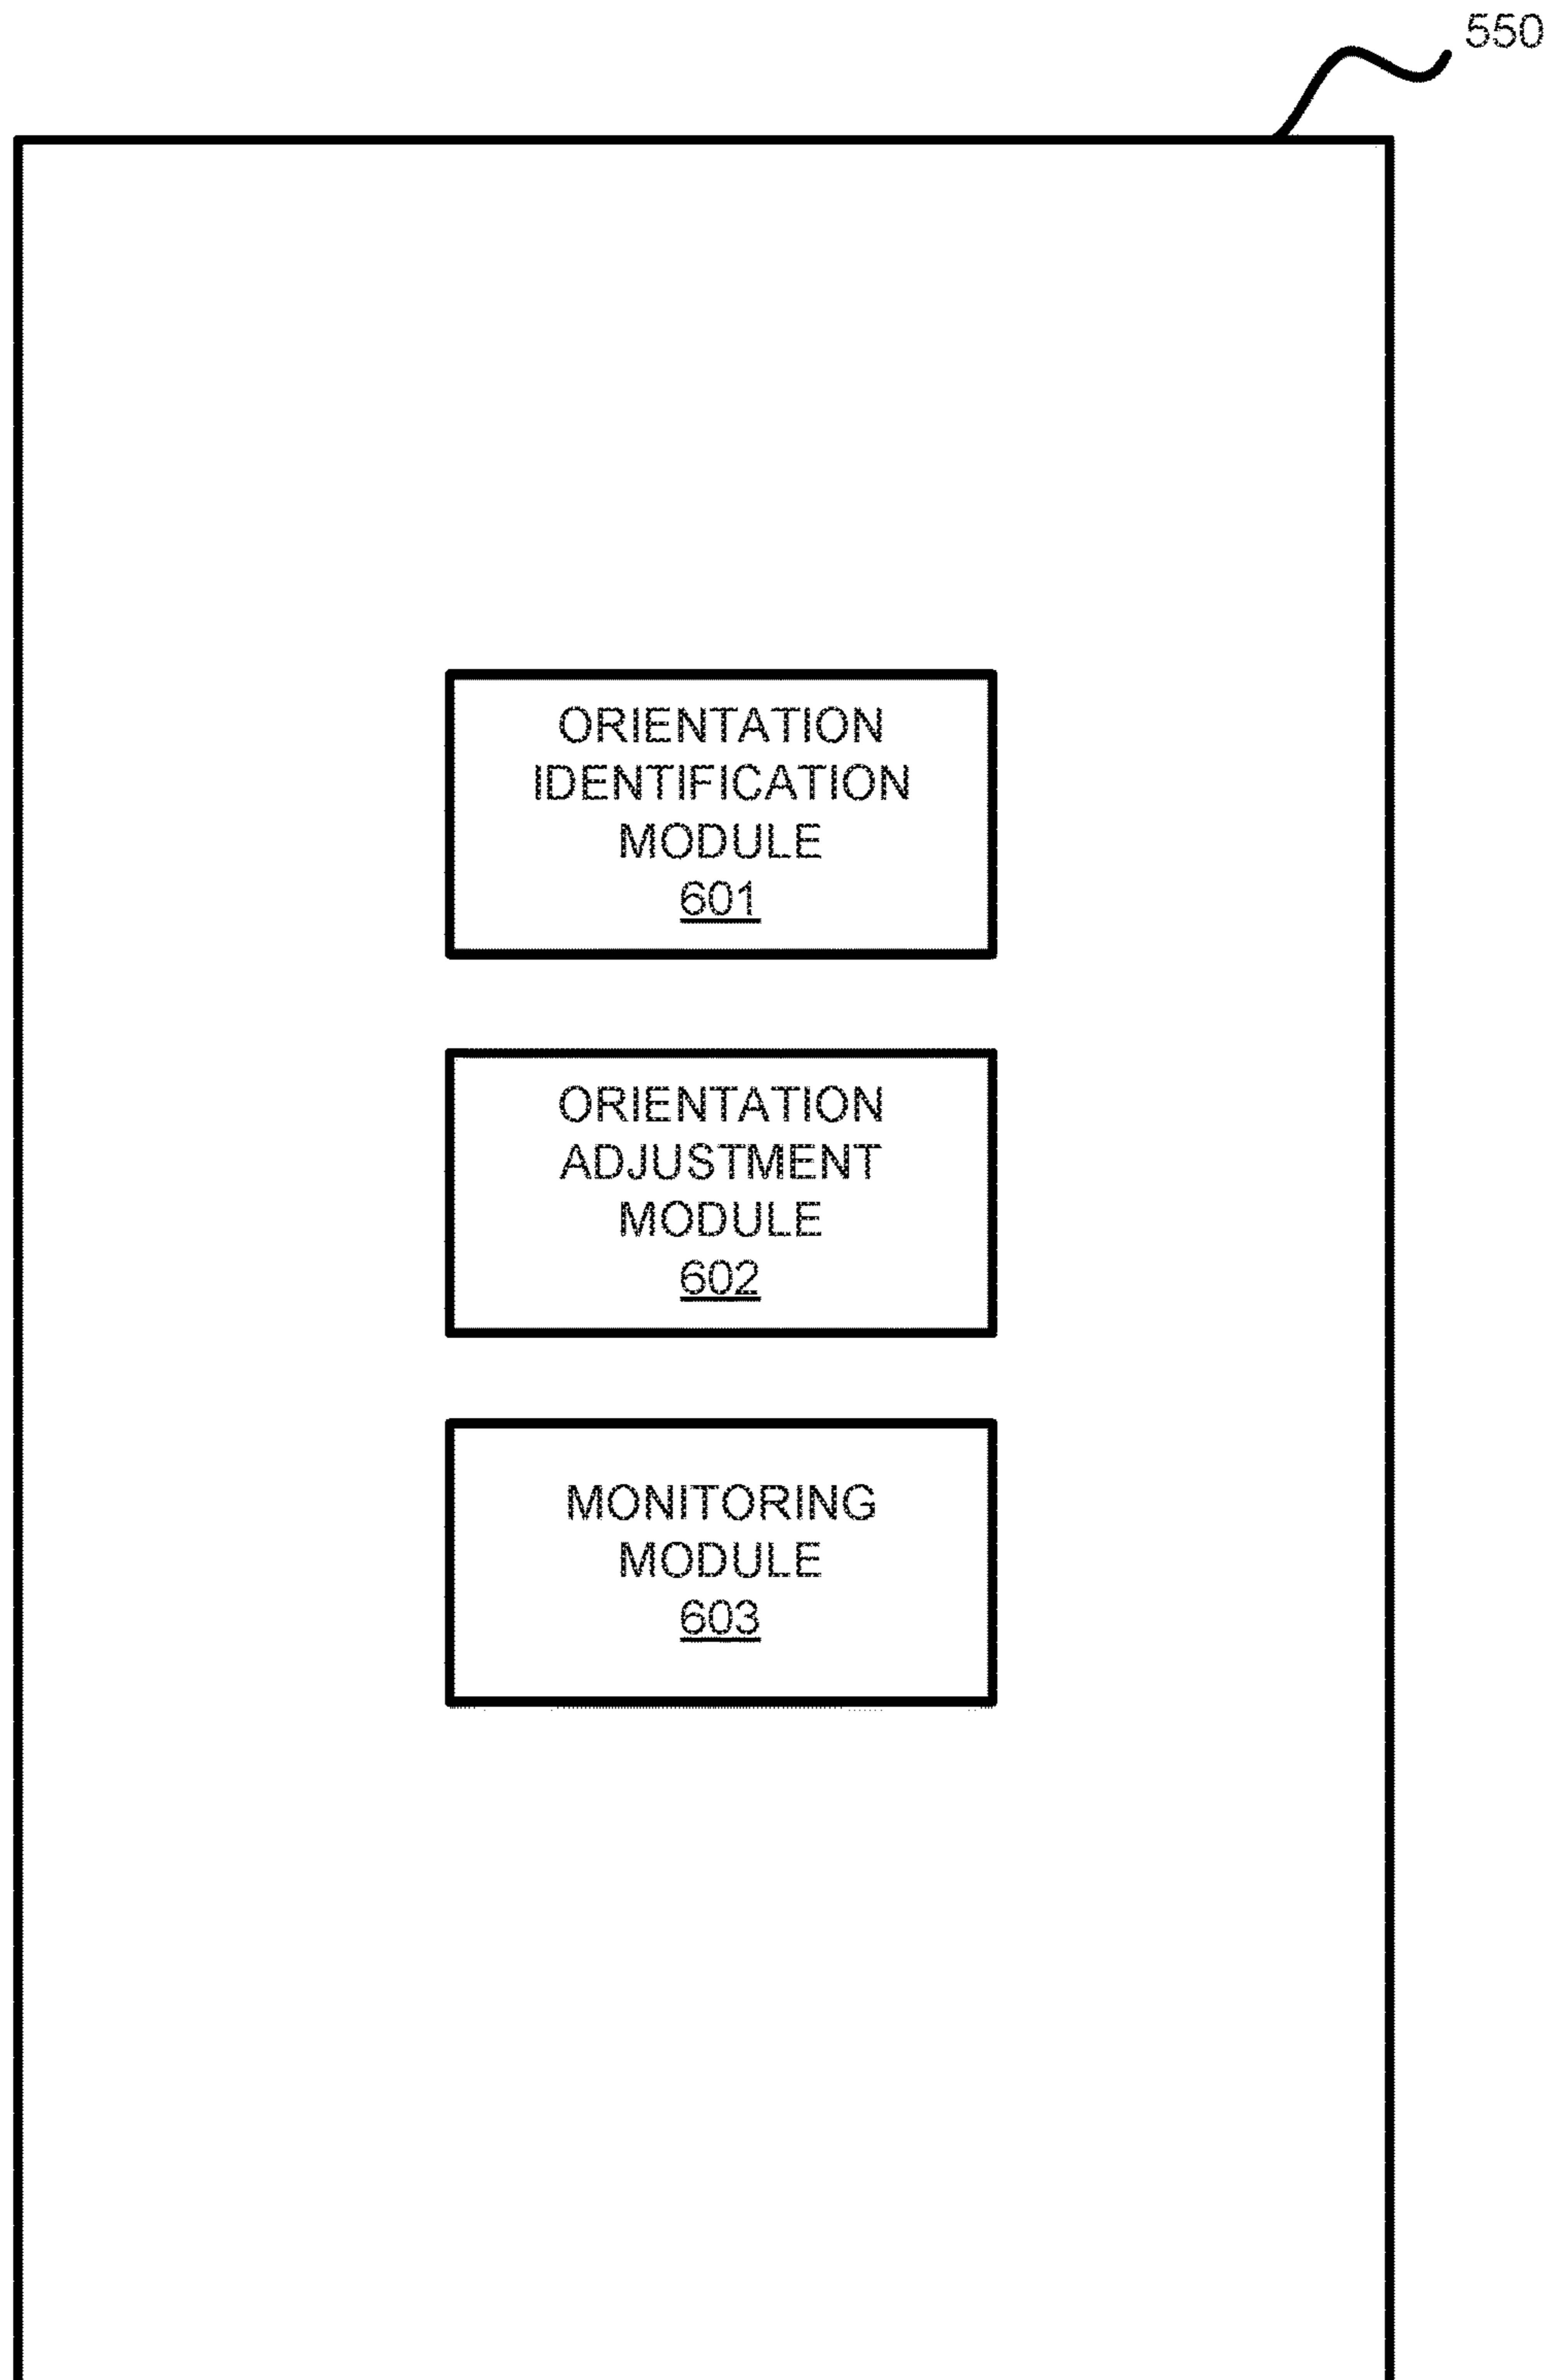 550
ORIENTATION
IDENTIFICATION
MODULE
601
ORIENTATION
ADJUSTMENT
MODULE
602
MONITORING
MODULE
603